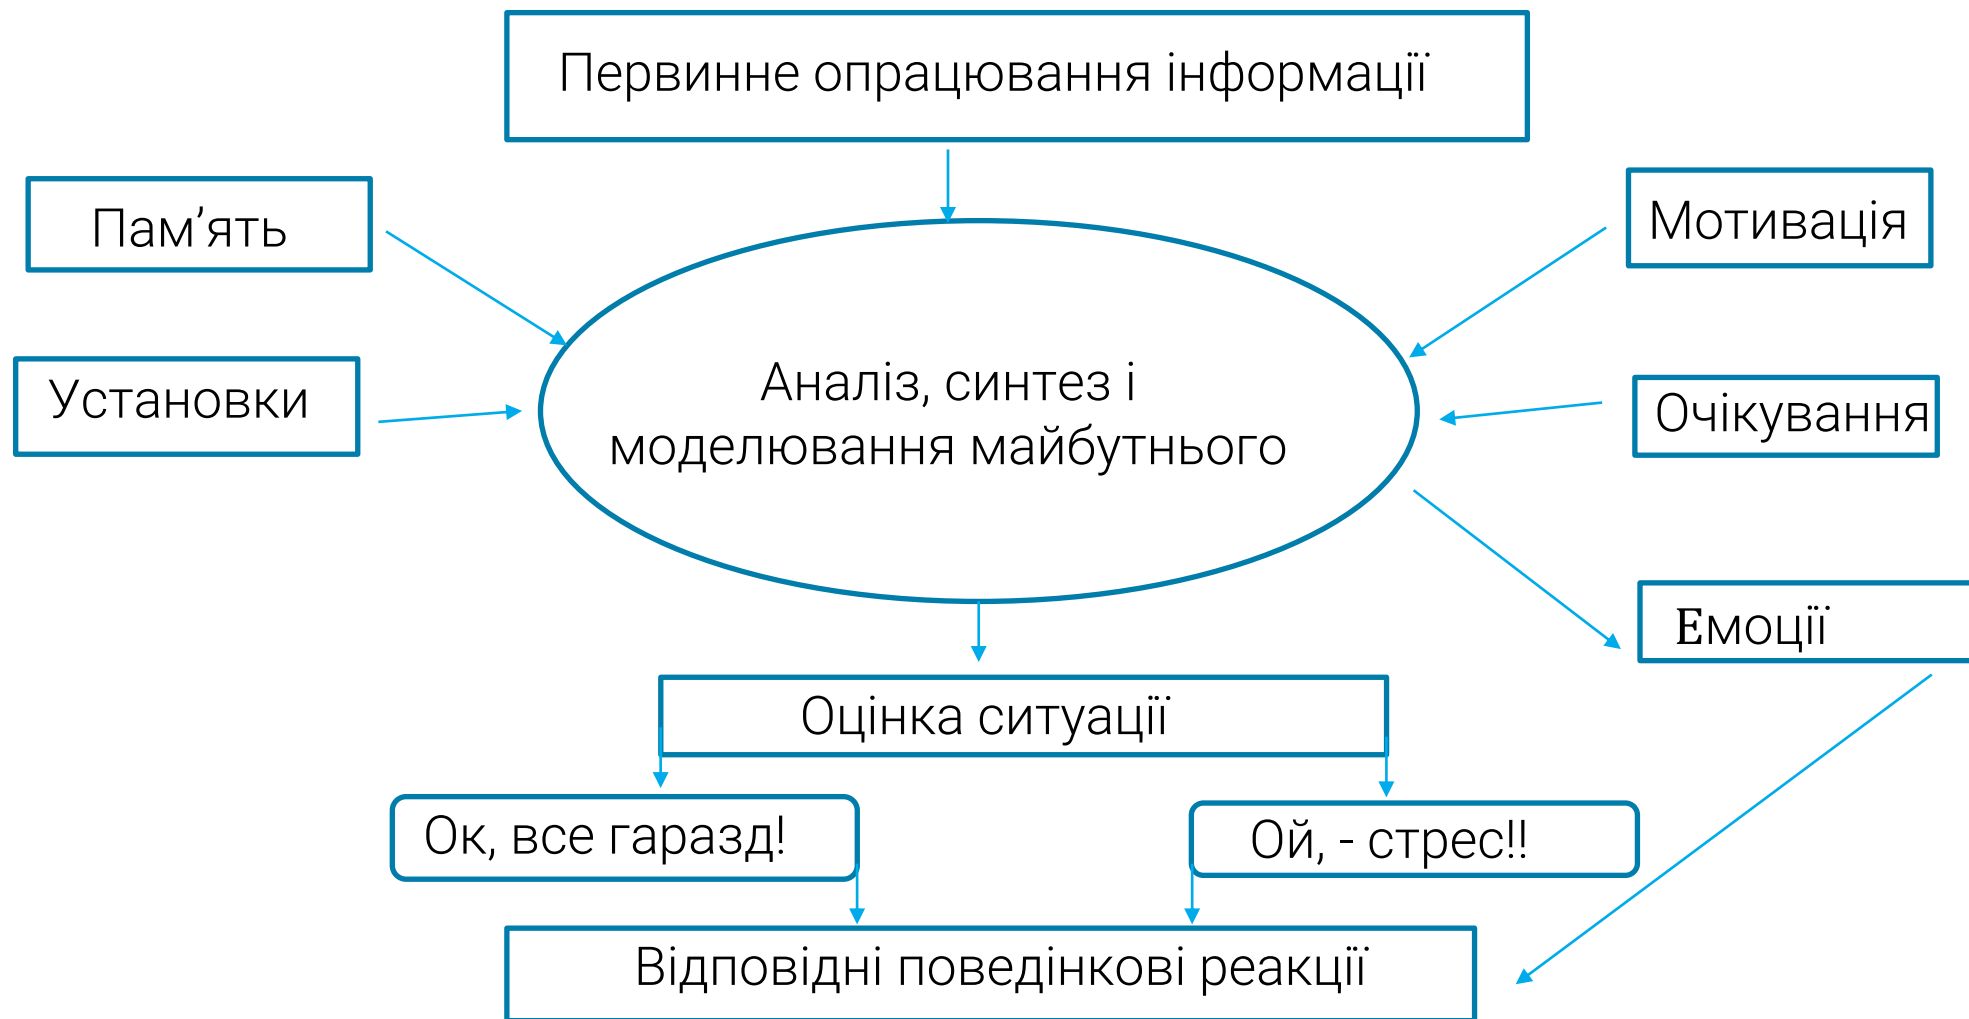 Первинне опрацювання інформації
Пам’ять
Мотивація
Установки
Очікування
Аналіз, синтез і
моделювання майбутнього
Емоції
Оцінка ситуації
Ок, все гаразд!
Ой, - стрес!!
Відповідні поведінкові реакції